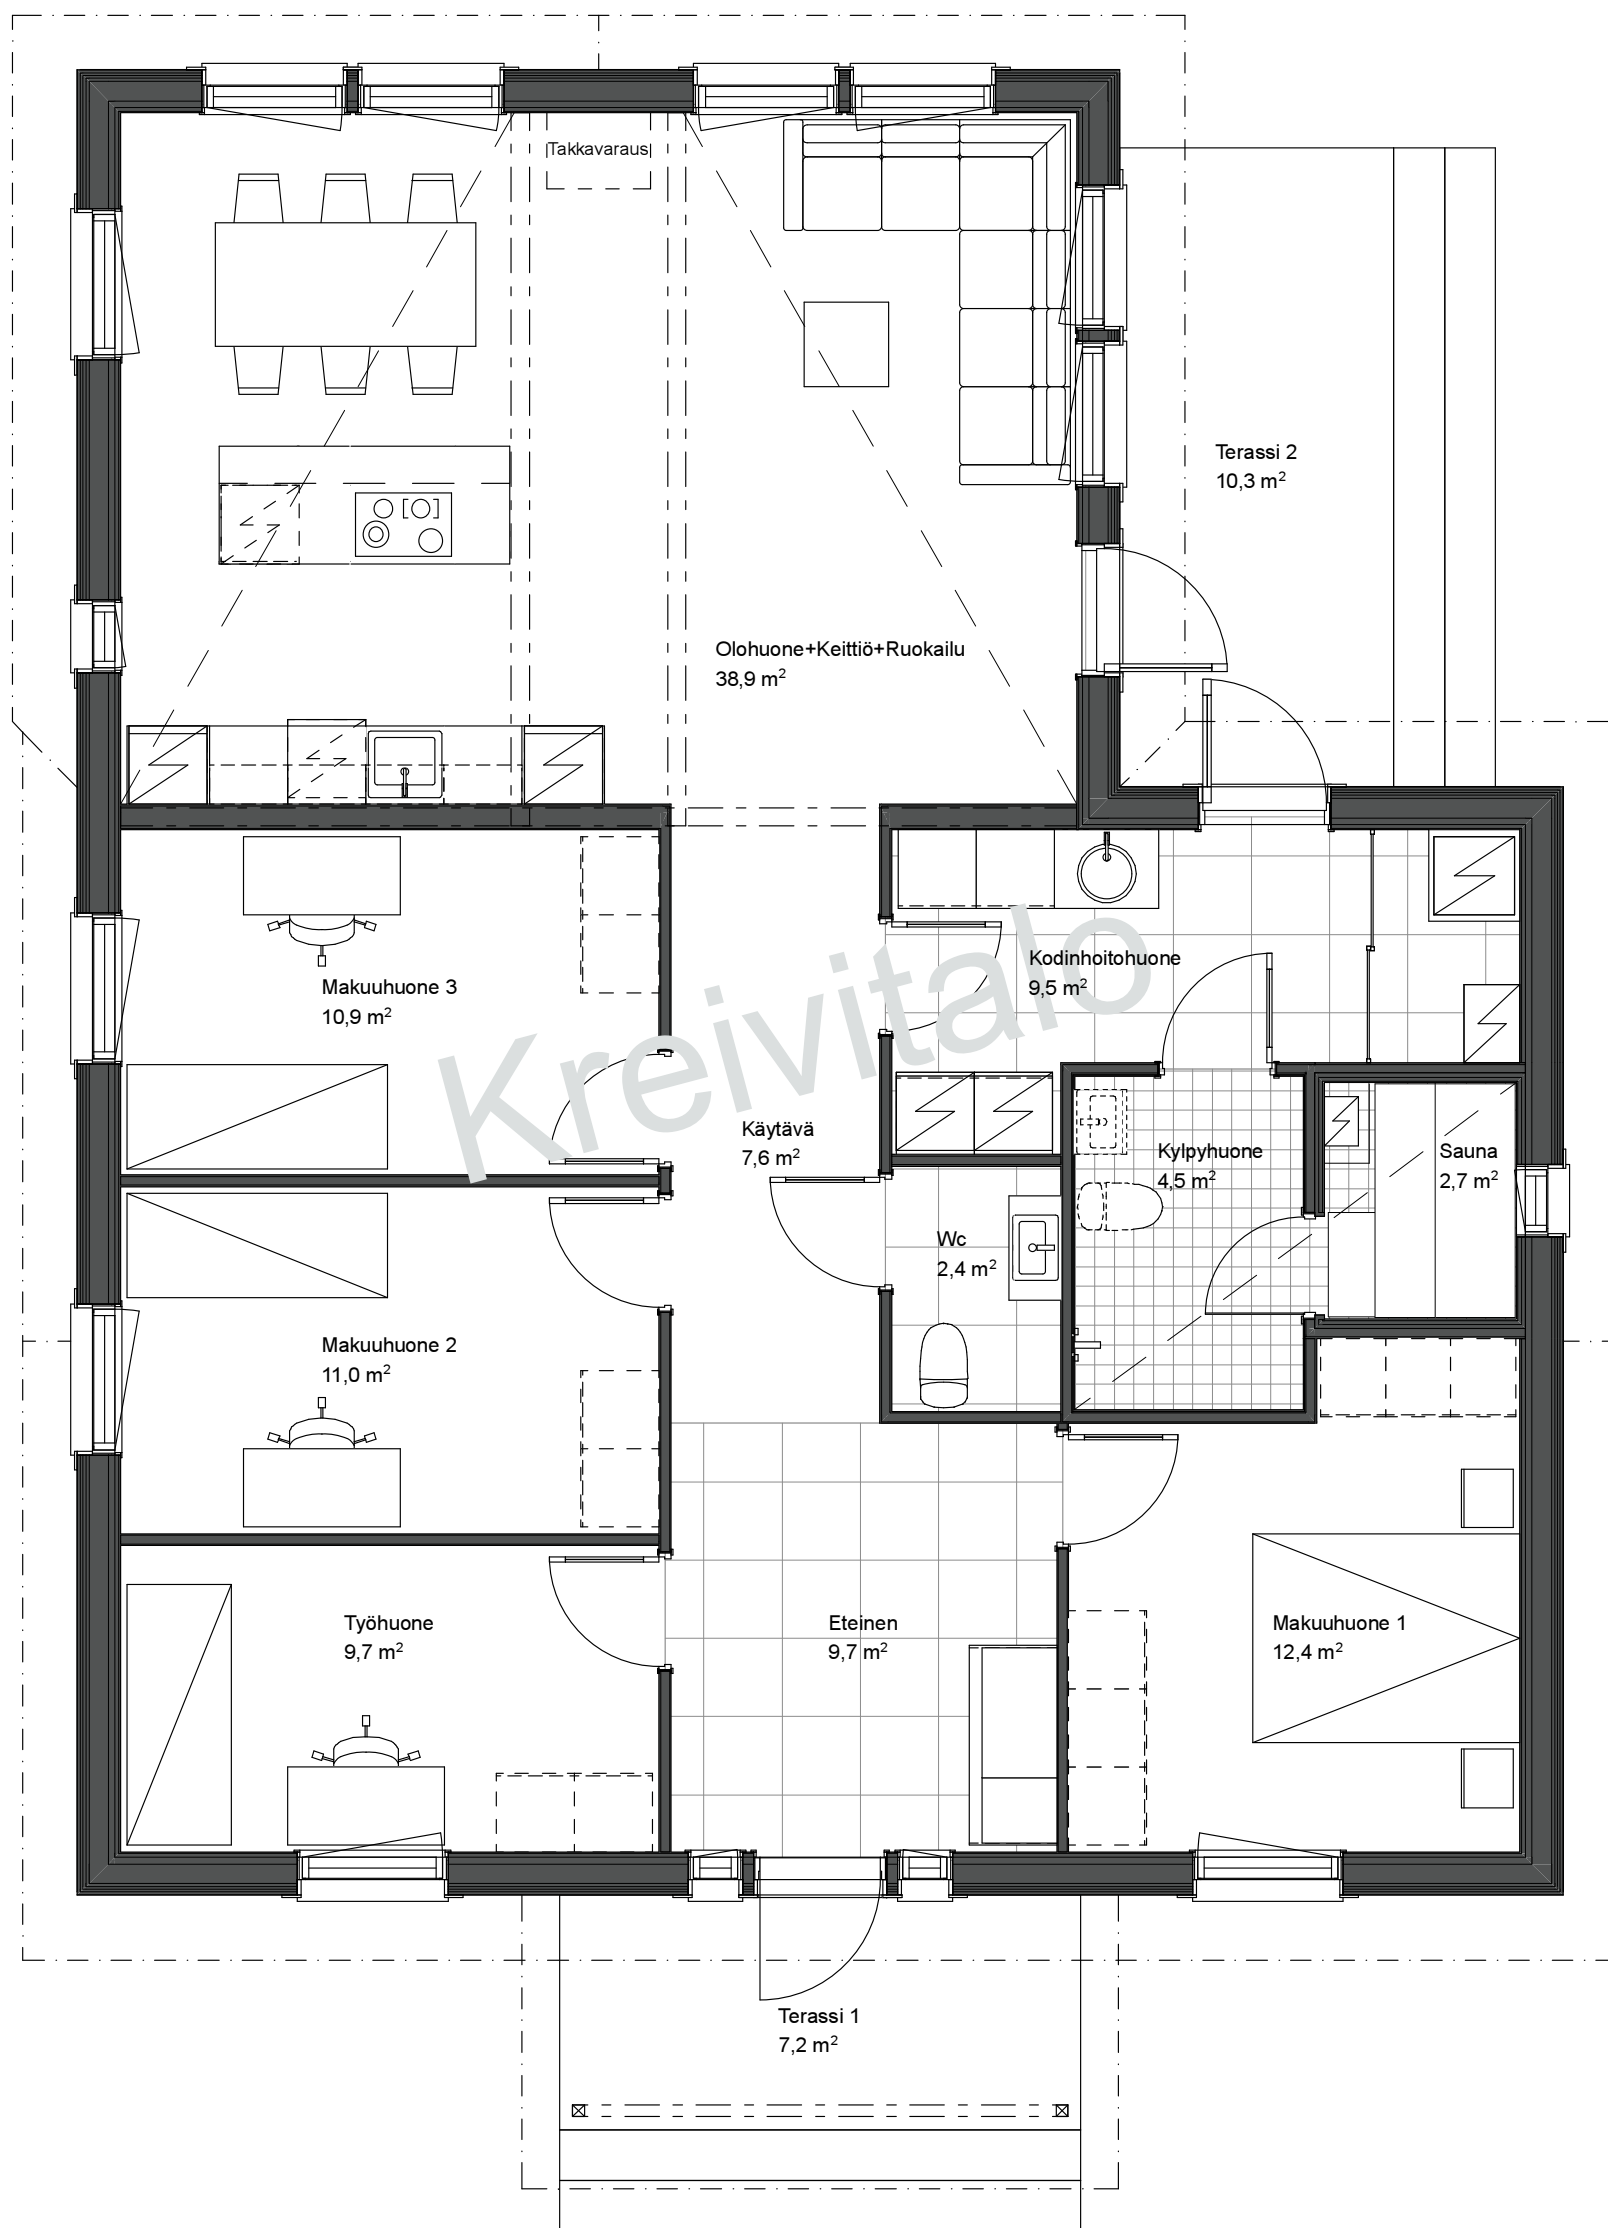 Takkavaraus
Terassi 2
10,3 m²
Olohuone+Keittiö+Ruokailu
38,9 m²
Kodinhoitohuone
9,5 m²
Makuuhuone 3
10,9 m²
Kreivitalo
Käytävä
7,6 m²
Kylpyhuone
4,5 m²
Sauna
2,7 m²
Wc
2,4 m²
Makuuhuone 2
11,0 m²
Työhuone
9,7 m²
Eteinen
9,7 m²
Makuuhuone 1
12,4 m²
Terassi 1
7,2 m²